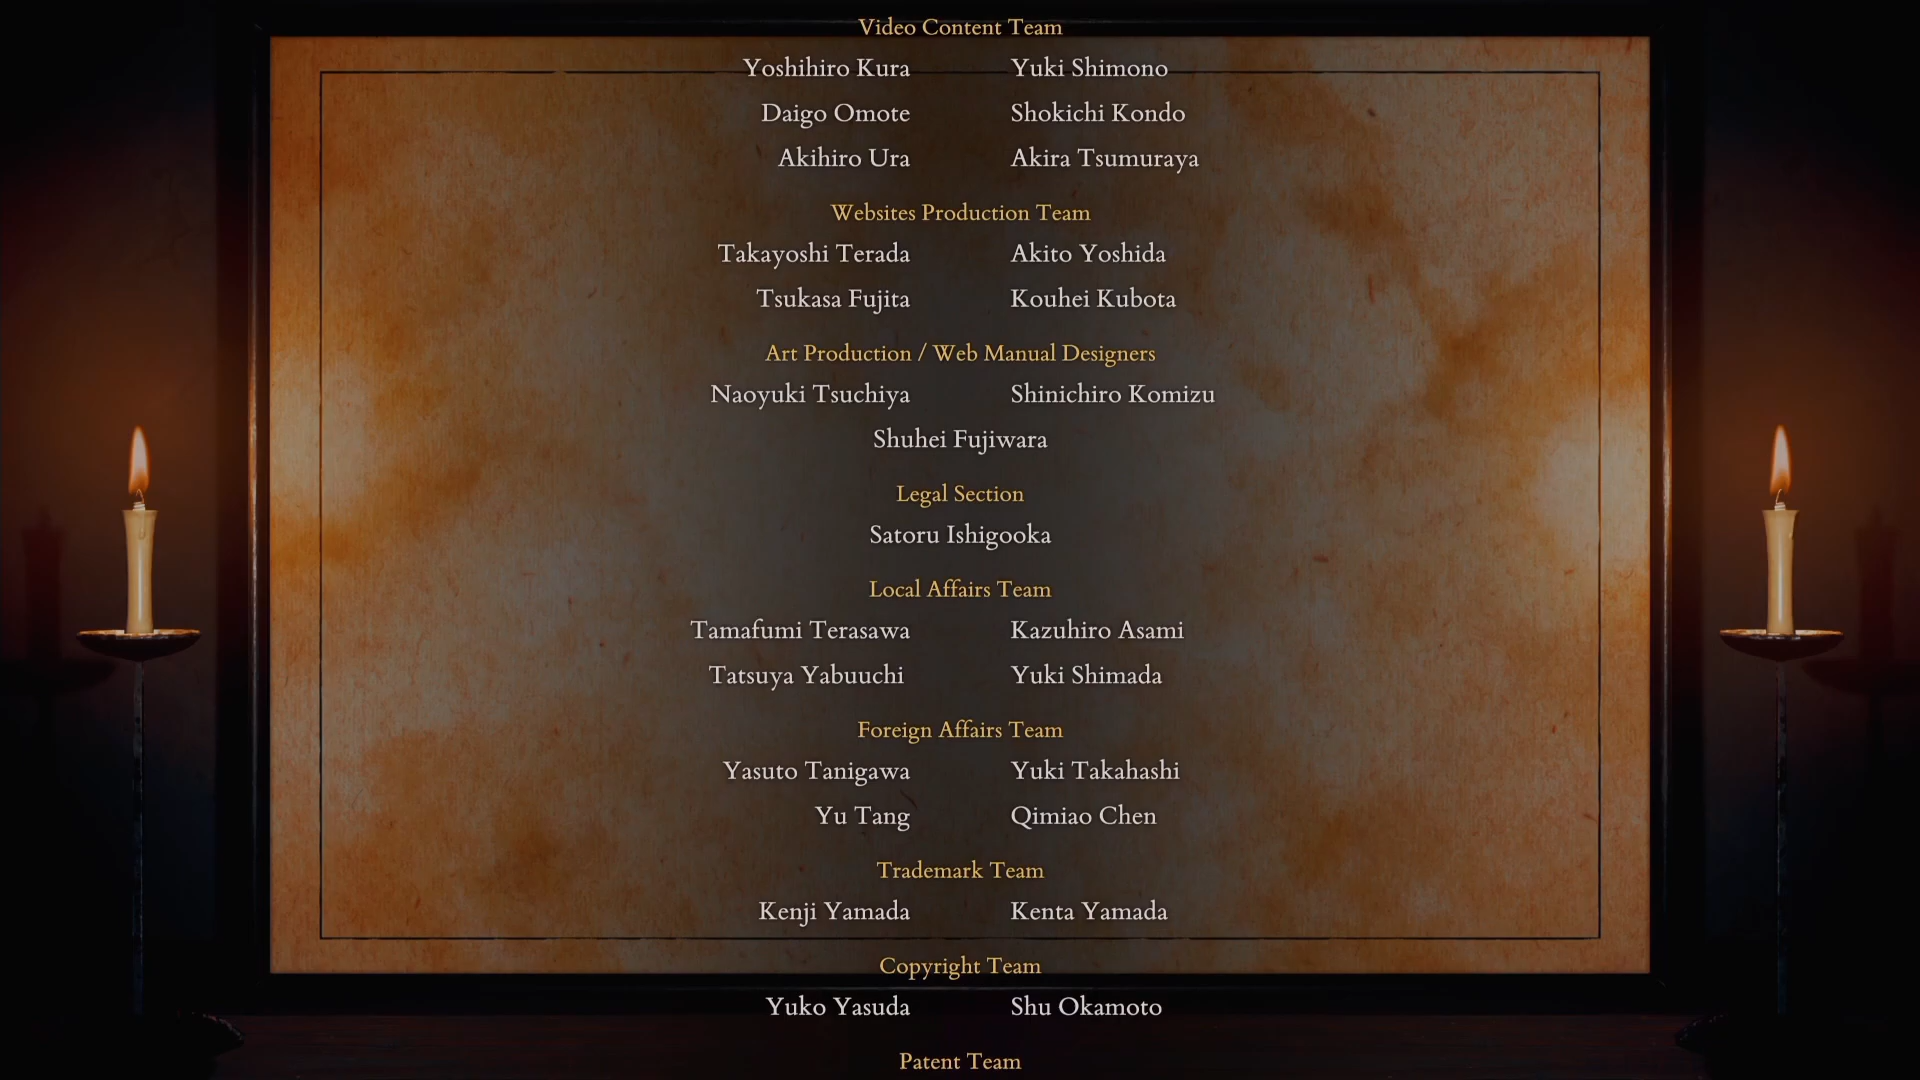 Video Content Team
Yoshihiro Kura Yuki Shimono
Daigo Omote Shokichi Kondo
Akihiro Ura Akira Tsumuraya
Websites Production Team
Takayoshi Terada Akito Yoshida
Tsukasa Fujita Kouhei Kubota
Art Production / Web Manual Designers
Naoyuki Tsuchiya Shinichiro Komizu
Shuhei Fujiwara
Legal Section
Satoru Ishigooka
Local Affairs Team
Tamafumi Terasawa Kazuhiro Asami
Tatsuya Yabuuchi Yuki Shimada
Foreign Affairs Team
Yasuto Tanigawa Yuki Takahashi
Yu Tang Qimiao Chen
Trademark Team
Kenji Yamada Kenta Yamada
Copyright Team
Yuko Yasuda Shu Okamoto
Patent Team